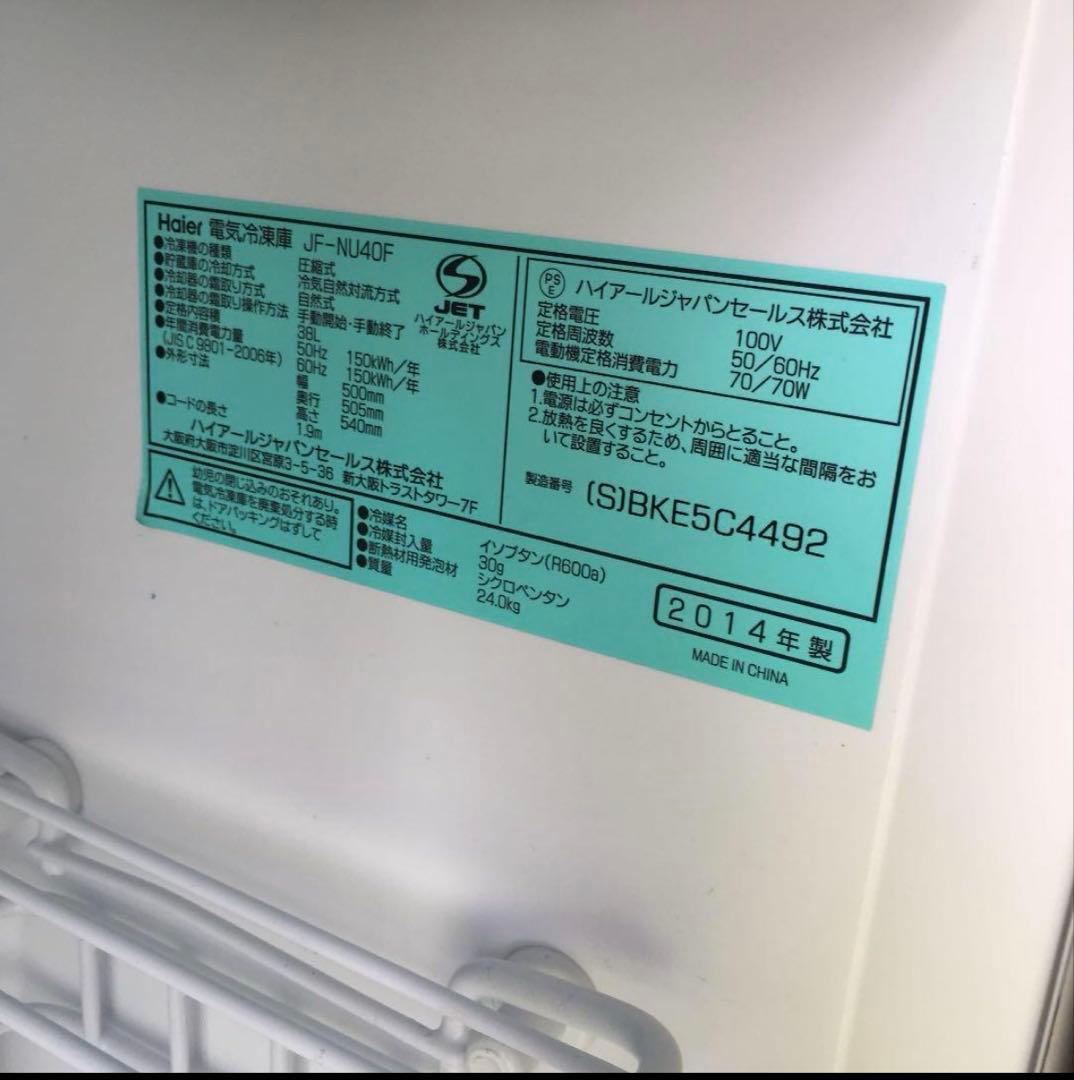 Haier 電気冷凍庫 JF-NU40F
●冷凍機の種類 圧縮式
●貯蔵庫の冷却方式 冷気自然対流方式
●冷却器の霜取り方式 自然式
●冷却器の霜取り操作方法 手動開始・手動終了
●定格内容積 38L
●年間消費電力量 50Hz 150kWh/年
(JIS C 9801-2006年) 60Hz 150kWh/年
●外形寸法 幅 500mm
奥行 505mm
高さ 540mm
●コードの長さ 1.9m
JET
ハイアールジャパン
ホールディングス
株式会社
ハイアールジャパンセールス株式会社
大阪府大阪市淀川区宮原3-5-36 新大阪トラストタワー7F
PS
E
ハイアールジャパンセールス株式会社
定格電圧 100V
定格周波数 50/60Hz
電動機定格消費電力 70/70W
●使用上の注意
1.電源は必ずコンセントからとること。
2.放熱を良くするため、周囲に適当な間隔をお
いて設置すること。
製造番号 (S)BKE5C4492
幼児の閉じ込みのおそれあり。
電気冷凍庫を廃棄処分する時
は、ドアパッキングはずして
ください。
●冷媒名 イソブタン(R600a)
●冷媒封入量 30g
●断熱材用発泡材 シクロペンタン
●質量 24.0kg
2014年製
MADE IN CHINA